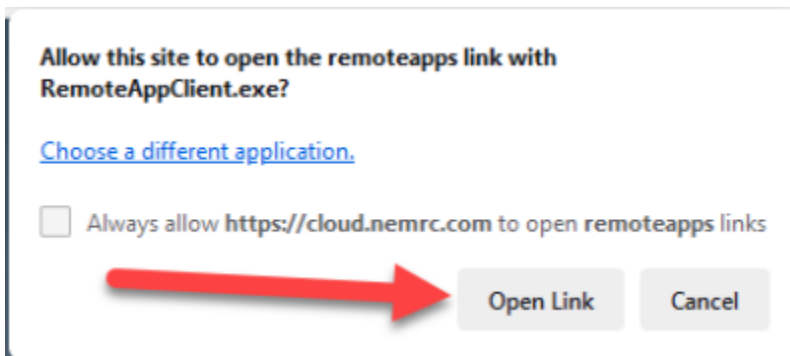 Allow this site to open the remoteapps link with
RemoteAppClient.exe?
Choose a different application.
Always allow https://cloud.nemrc.com to open remoteapps links
Open Link
Cancel